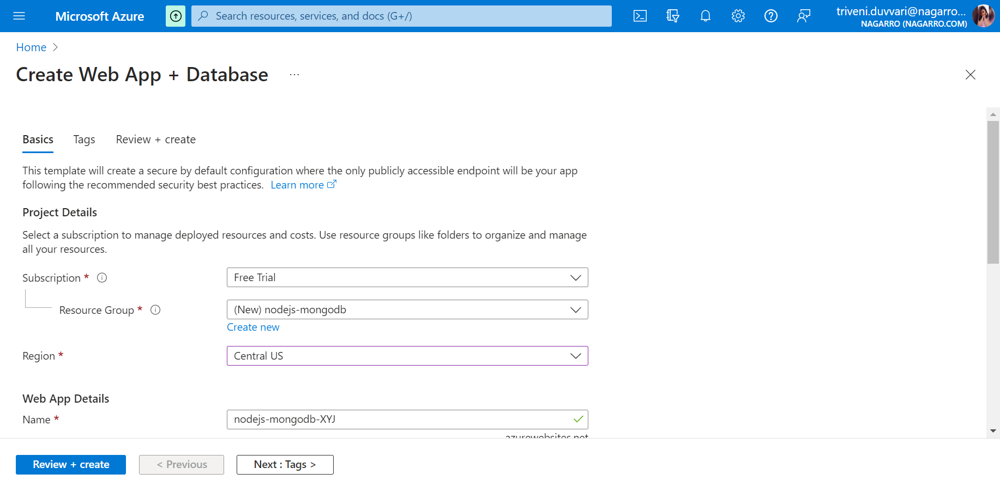 Microsoft Azure
Search resources, services, and docs (G+/)
triveni.duvvari@nagarro...
NAGARRO (NAGARRO.COM)
Home >
Create Web App + Database ...
Basics Tags Review + create
This template will create a secure by default configuration where the only publicly accessible endpoint will be your app
following the recommended security best practices. Learn more
Project Details
Select a subscription to manage deployed resources and costs. Use resource groups like folders to organize and manage
all your resources.
Subscription * Free Trial
Resource Group * (New) nodejs-mongodb
Create new
Region * Central US
Web App Details
Name * nodejs-mongodb-XYJ
azurewebsites.net
Review + create < Previous Next : Tags >